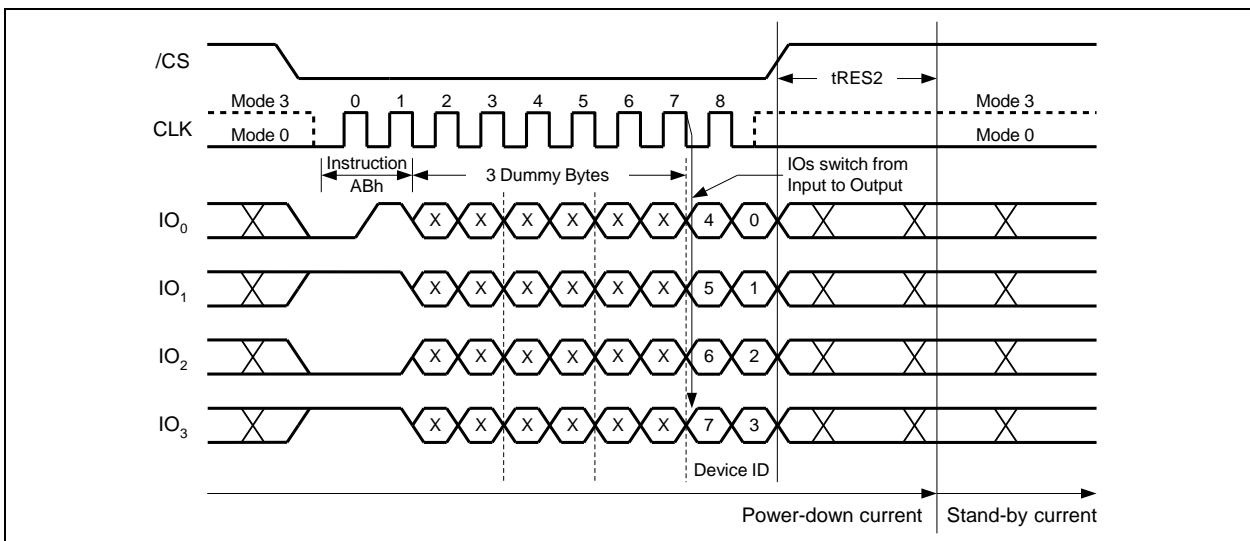 /CS
tRES2
Mode 3 0 1 2 3 4 5 6 7 8 Mode 3
CLK
Mode 0 Mode 0
Instruction
ABh
3 Dummy Bytes
IOs switch from
Input to Output
IO0 X X X X X X 4 0
IO1 X X X X X X 5 1
IO2 X X X X X X 6 2
IO3 X X X X X X 7 3
Device ID
Power-down current Stand-by current